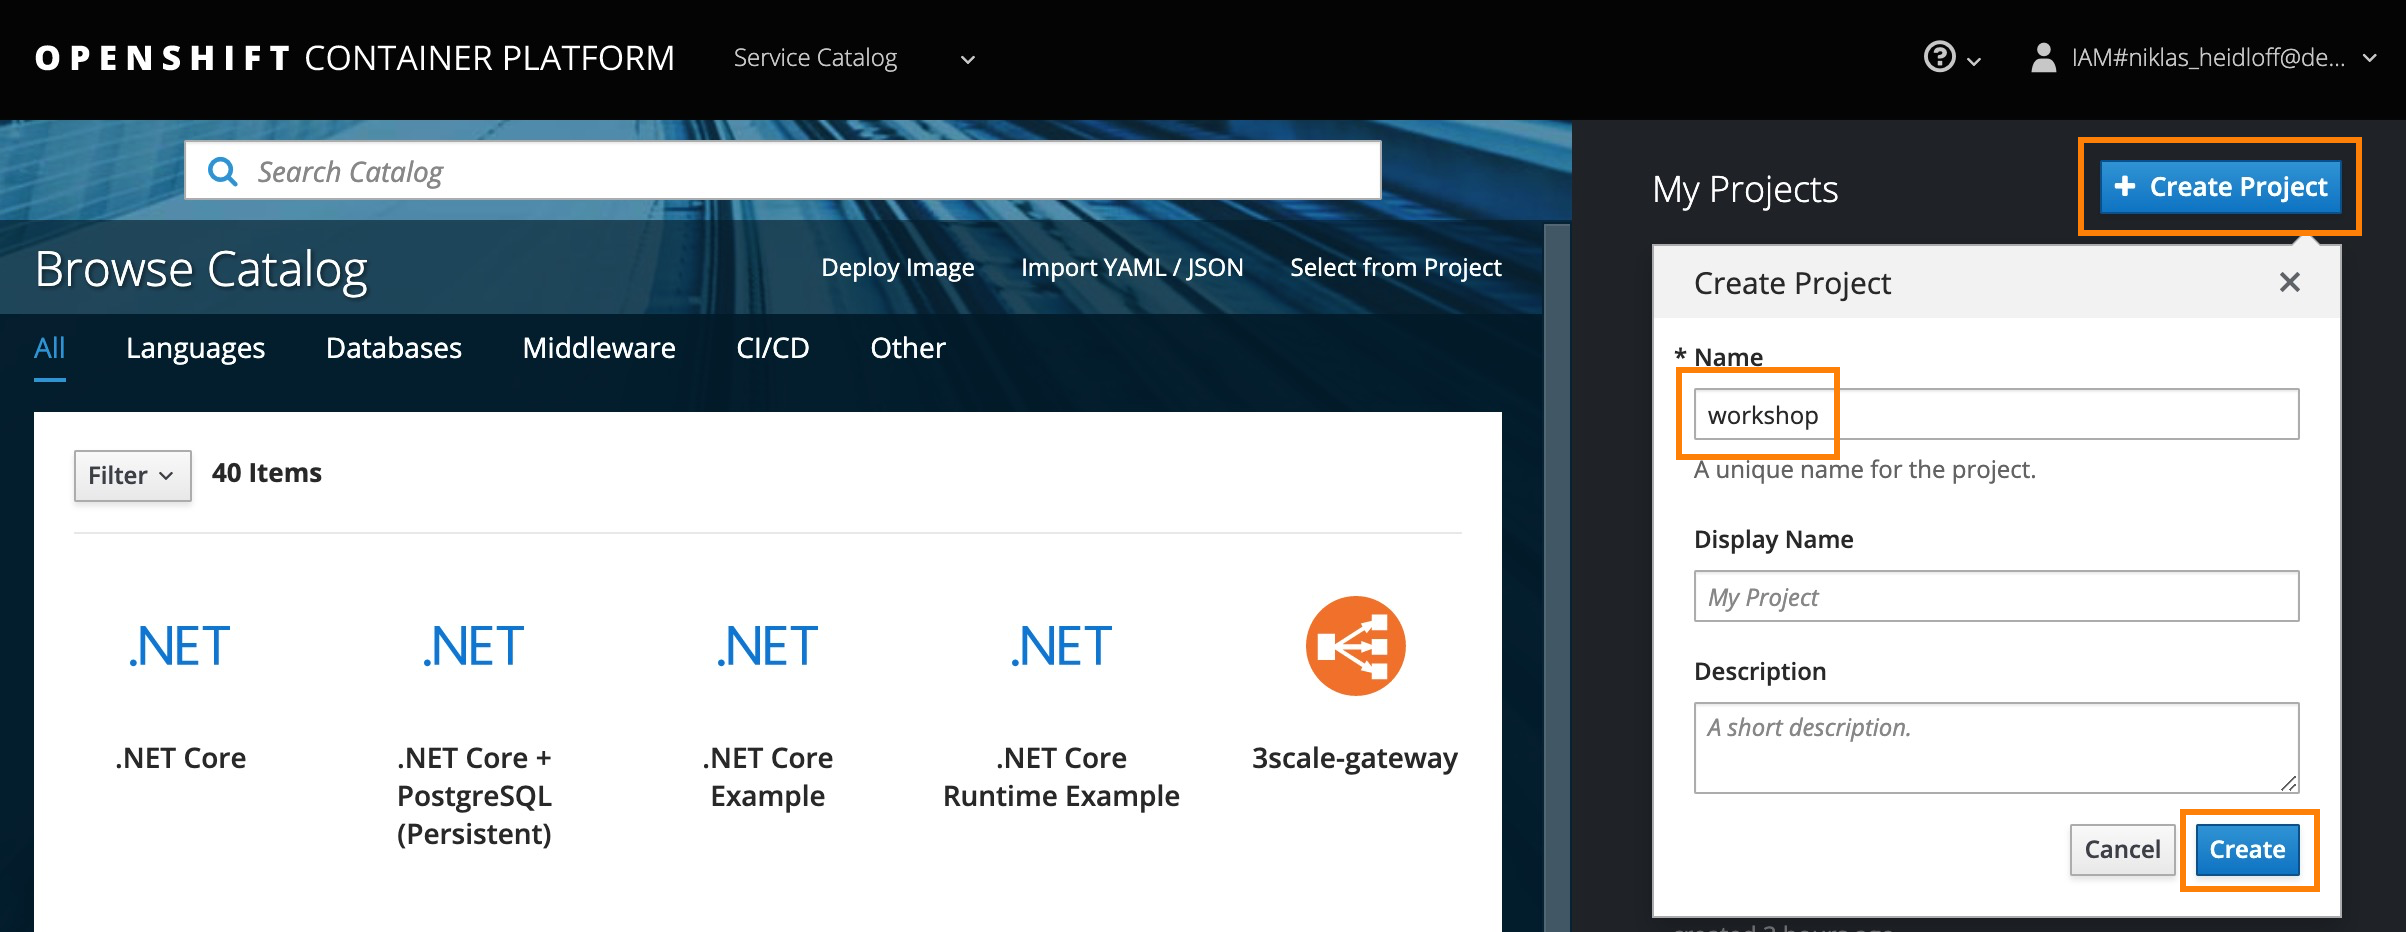 OPENSHIFT CONTAINER PLATFORM
Service Catalog
IAM#niklas_heidloff@de...
Search Catalog
Browse Catalog
Deploy Image
Import YAML / JSON
Select from Project
All
Languages
Databases
Middleware
CI/CD
Other
Filter
40 Items
.NET
.NET
.NET
.NET
.NET Core
.NET Core +
PostgreSQL
(Persistent)
.NET Core
Example
.NET Core
Runtime Example
3scale-gateway
My Projects
+ Create Project
Create Project
* Name
workshop
A unique name for the project.
Display Name
My Project
Description
A short description.
Cancel
Create